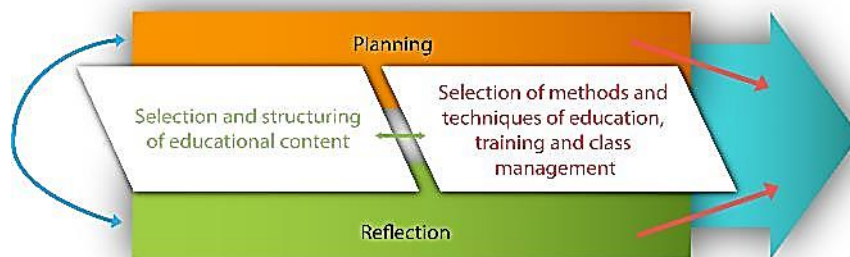 Planning
Selection and structuring
of educational content
Selection of methods and
techniques of education,
training and class
management
Reflection